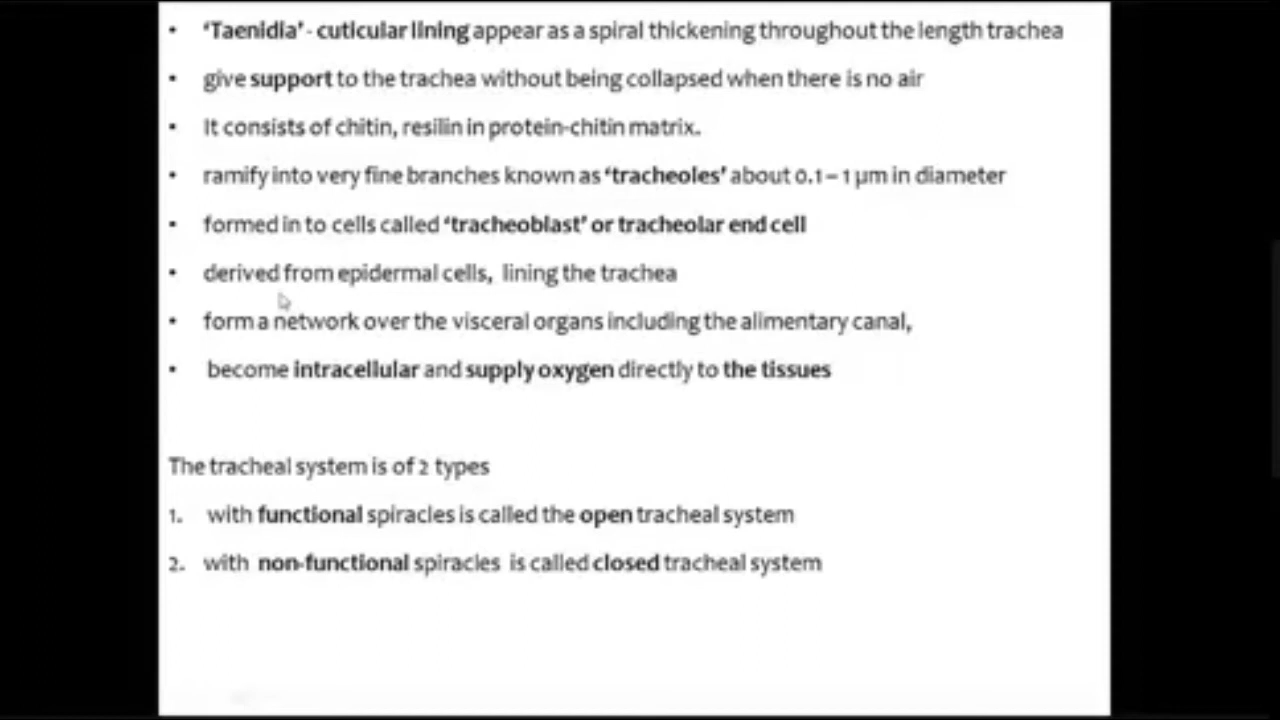 • ‘Taenidia’ - cuticular lining appear as a spiral thickening throughout the length trachea
• give support to the trachea without being collapsed when there is no air
• It consists of chitin, resilin in protein-chitin matrix.
• ramify into very fine branches known as ‘tracheoles’ about 0.1 – 1 µm in diameter
• formed in to cells called ‘tracheoblast’ or tracheolar end cell
• derived from epidermal cells, lining the trachea
• form a network over the visceral organs including the alimentary canal,
• become intracellular and supply oxygen directly to the tissues
The tracheal system is of 2 types
1. with functional spiracles is called the open tracheal system
2. with non-functional spiracles is called closed tracheal system